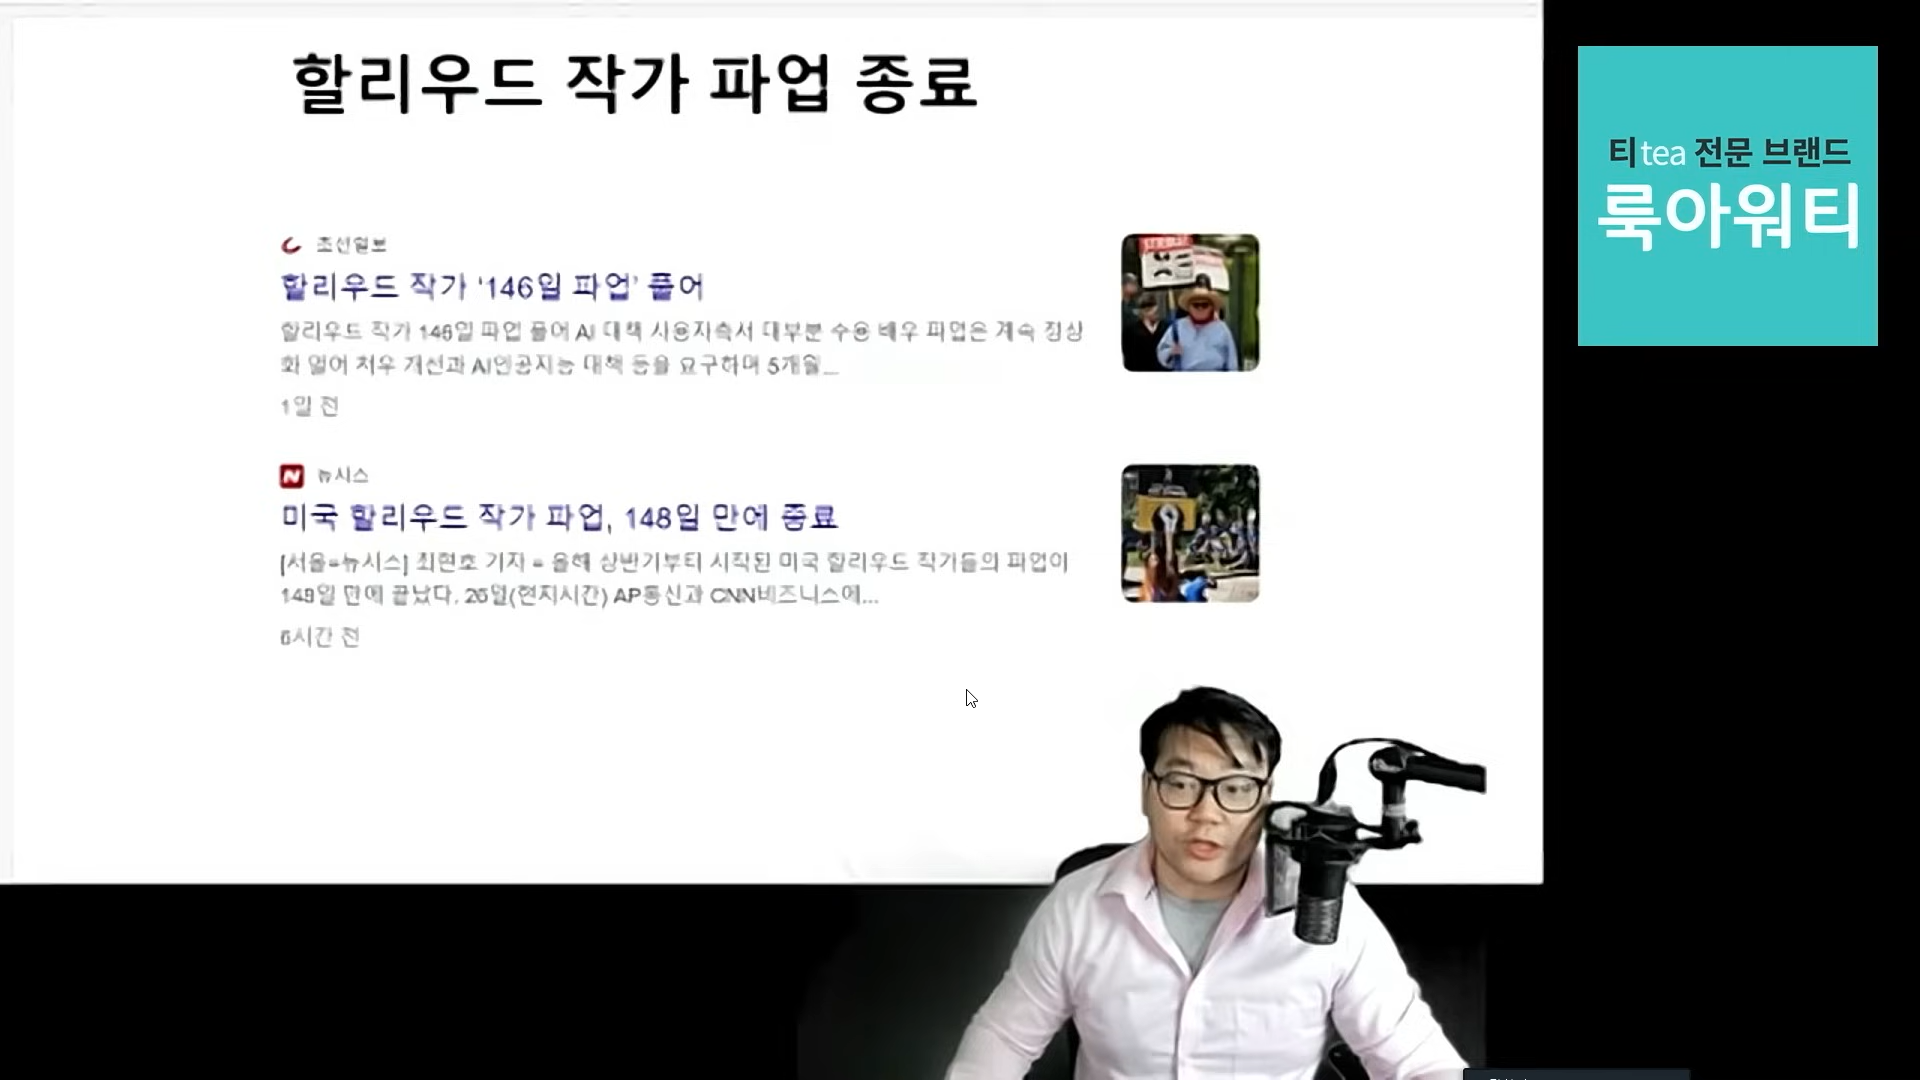 할리우드 작가 파업 종료
티tea 전문 브랜드
룩아워티
조선일보
할리우드 작가 ‘146일 파업’ 풀어
할리우드 작가 146일 파업 풀어 AI 대책 사용자측서 대부분 수용 배우 파업은 계속 정상
화 멀어 처우 개선과 AI인공지능 대책 등을 요구하며 5개월...
1일 전
뉴시스
미국 할리우드 작가 파업, 148일 만에 종료
[서울=뉴시스] 최현호 기자 = 올해 상반기부터 시작된 미국 할리우드 작가들의 파업이
148일 만에 끝났다. 26일(현지시간) AP통신과 CNN비즈니스에...
6시간 전